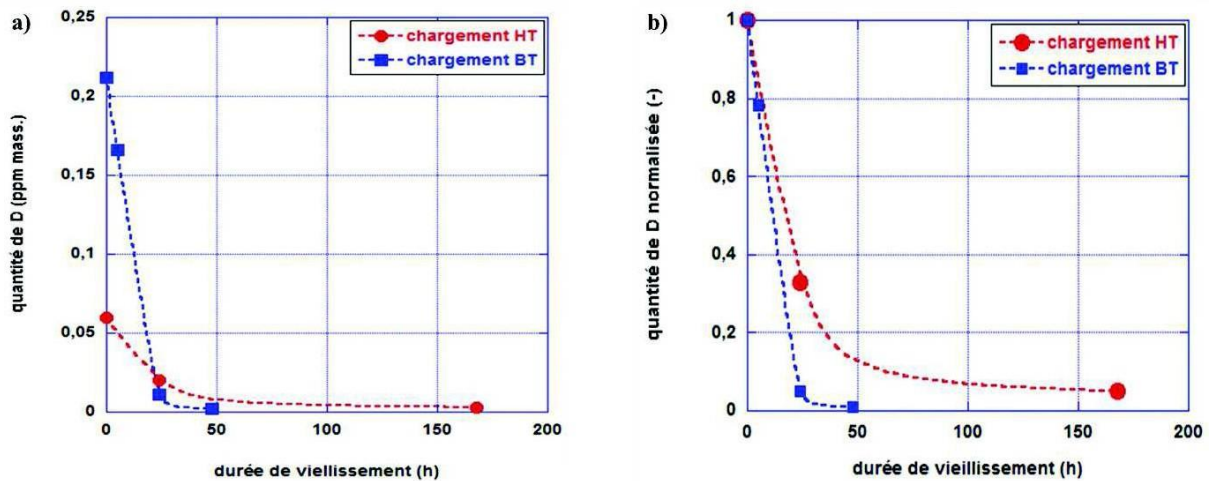 a)
quantité de D (ppm mass.)
0,25
0,2
0,15
0,1
0,05
0
0
50
100
150
200
chargement HT
chargement BT
durée de viellissement (h)
b)
quantité de D normalisée (-)
1
0,8
0,6
0,4
0,2
0
0
50
100
150
200
chargement HT
chargement BT
durée de vieillissement (h)